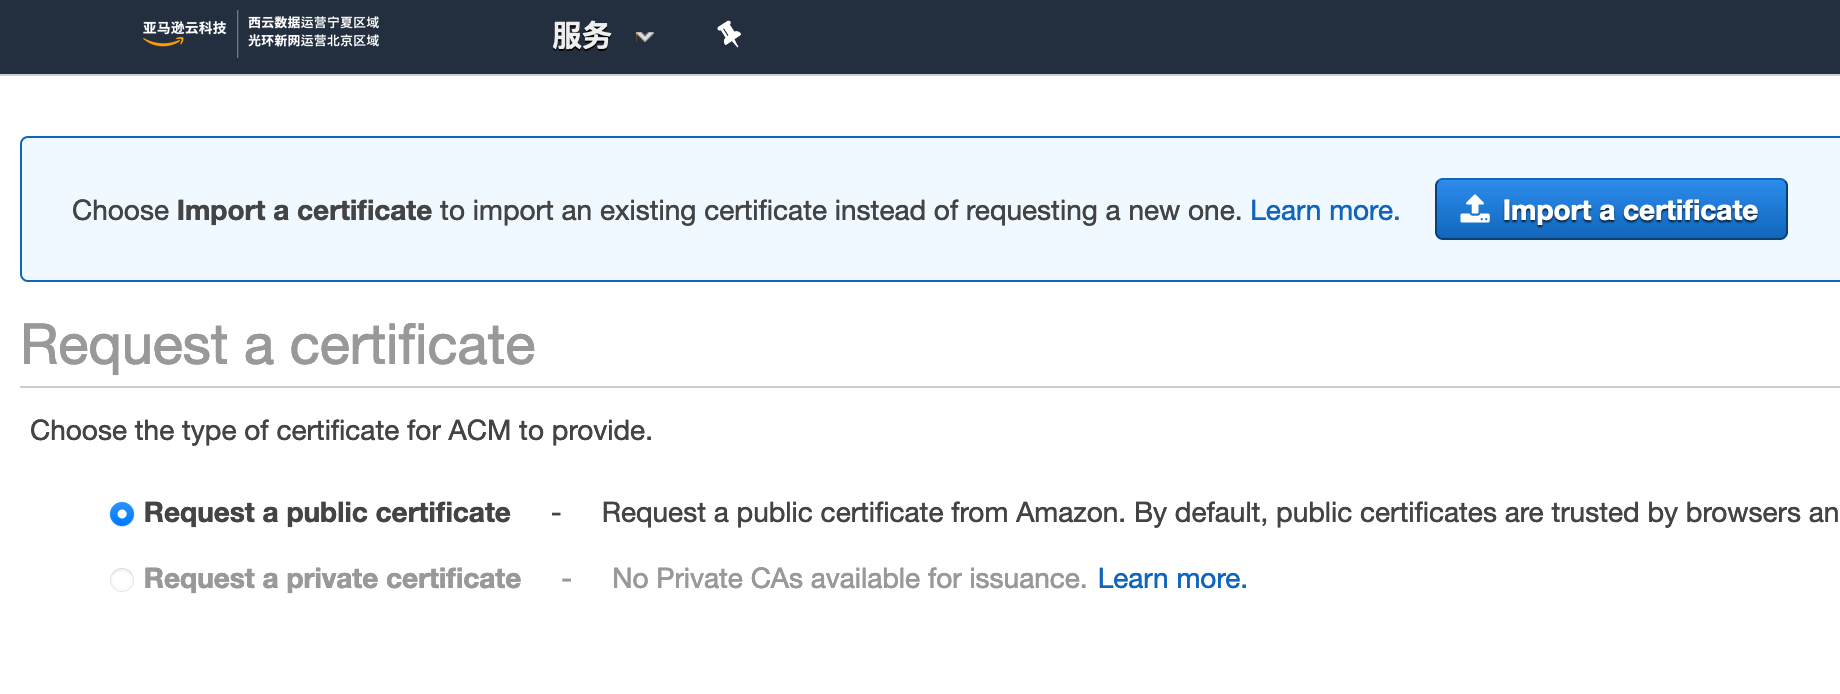 亚马逊云科技
西云数据运营宁夏区域
光环新网运营北京区域
服务
Choose Import a certificate to import an existing certificate instead of requesting a new one. Learn more.
Import a certificate
Request a certificate
Choose the type of certificate for ACM to provide.
Request a public certificate - Request a public certificate from Amazon. By default, public certificates are trusted by browsers an
Request a private certificate - No Private CAs available for issuance. Learn more.